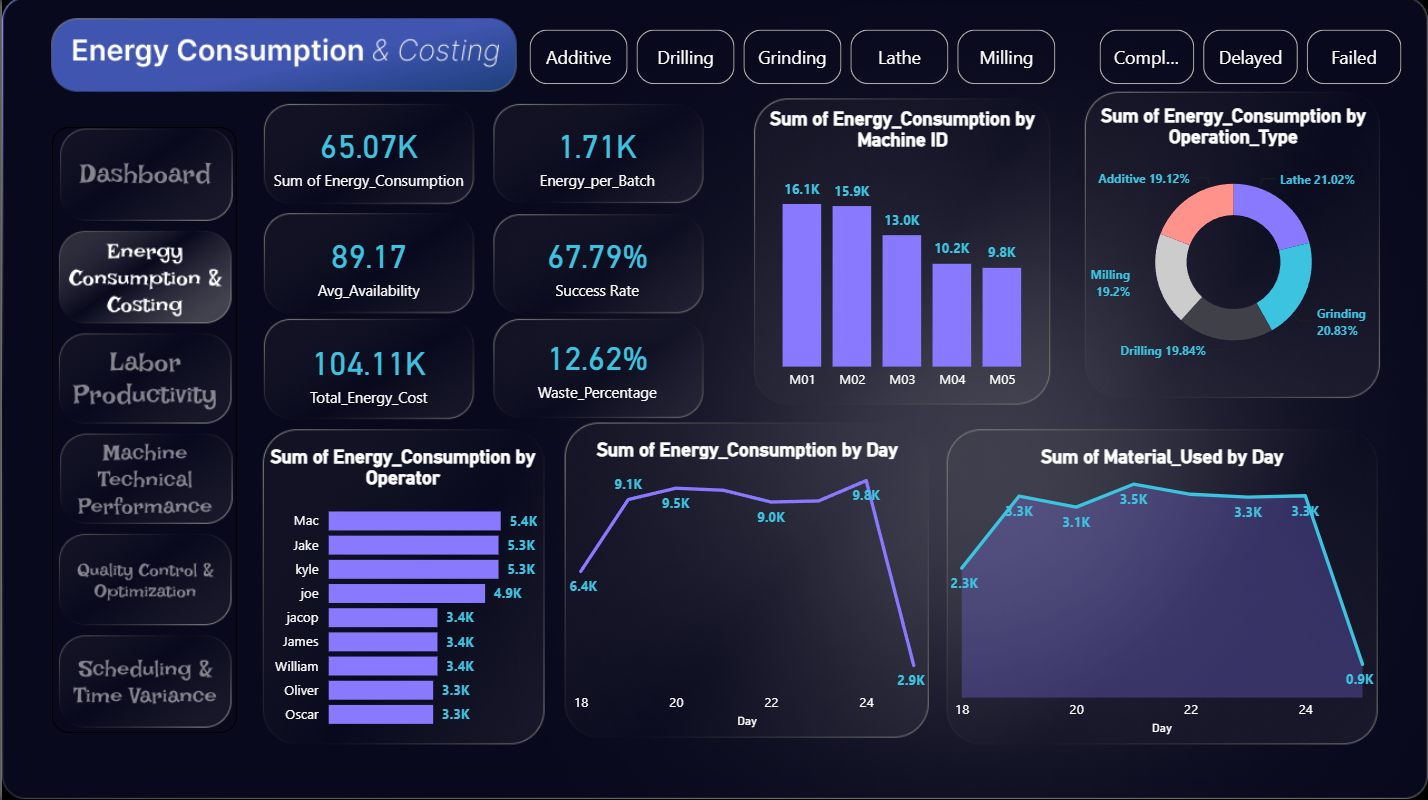 Energy Consumption & Costing
Additive
Drilling
Grinding
Lathe
Milling
Compl...
Delayed
Failed
Dashboard
Energy
Consumption &
Costing
Labor
Productivity
Machine
Technical
Performance
Quality Control &
Optimization
Scheduling &
Time Variance
65.07K
Sum of Energy_Consumption
1.71K
Energy_per_Batch
89.17
Avg_Availability
67.79%
Success Rate
104.11K
Total_Energy_Cost
12.62%
Waste_Percentage
Sum of Energy_Consumption by
Machine ID
16.1K
15.9K
13.0K
10.2K
9.8K
M01
M02
M03
M04
M05
Sum of Energy_Consumption by
Operation_Type
Additive 19.12%
Lathe 21.02%
Milling
19.2%
Grinding
20.83%
Drilling 19.84%
Sum of Energy_Consumption by
Operator
Mac 5.4K
Jake 5.3K
kyle 5.3K
joe 4.9K
jacop 3.4K
James 3.4K
William 3.4K
Oliver 3.3K
Oscar 3.3K
Sum of Energy_Consumption by Day
6.4K
9.1K
9.5K
9.0K
9.8K
2.9K
18
20
22
24
Day
Sum of Material_Used by Day
2.3K
3.3K
3.1K
3.5K
3.3K
3.3K
0.9K
18
20
22
24
Day